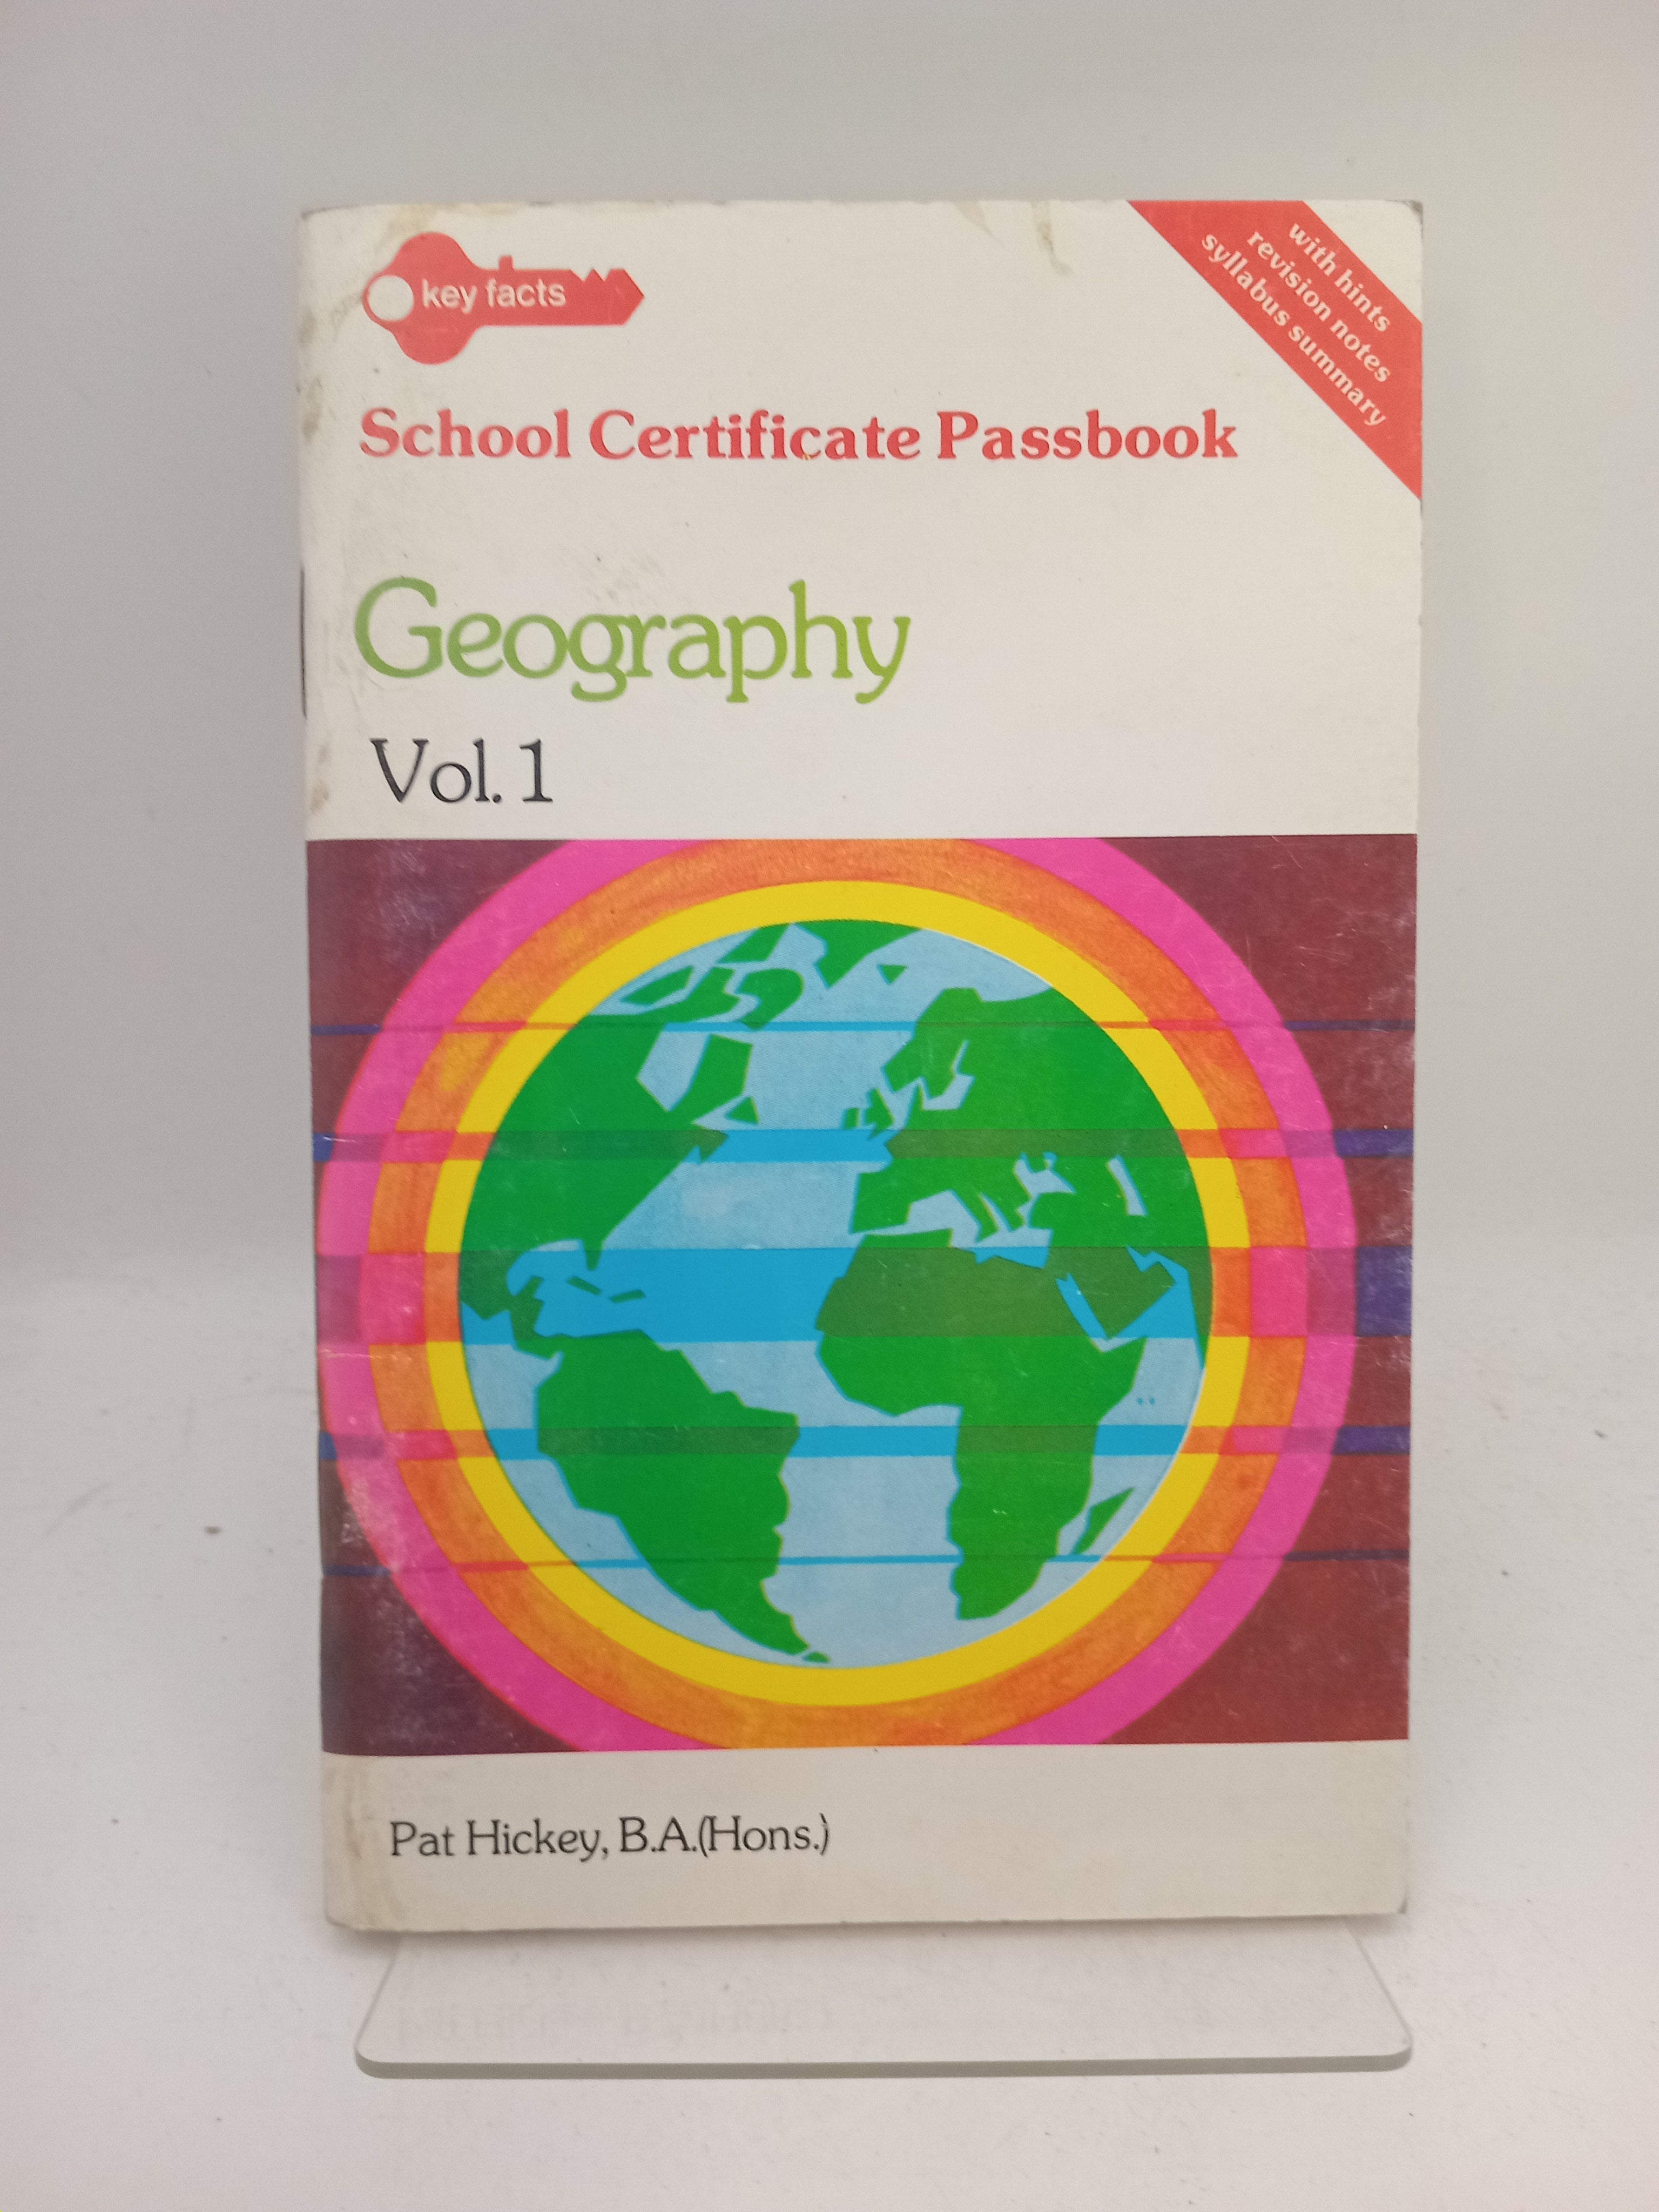 key facts
with hints
revision notes
syllabus summary
School Certificate Passbook
Geography
Vol. 1
Pat Hickey, B.A.(Hons.)